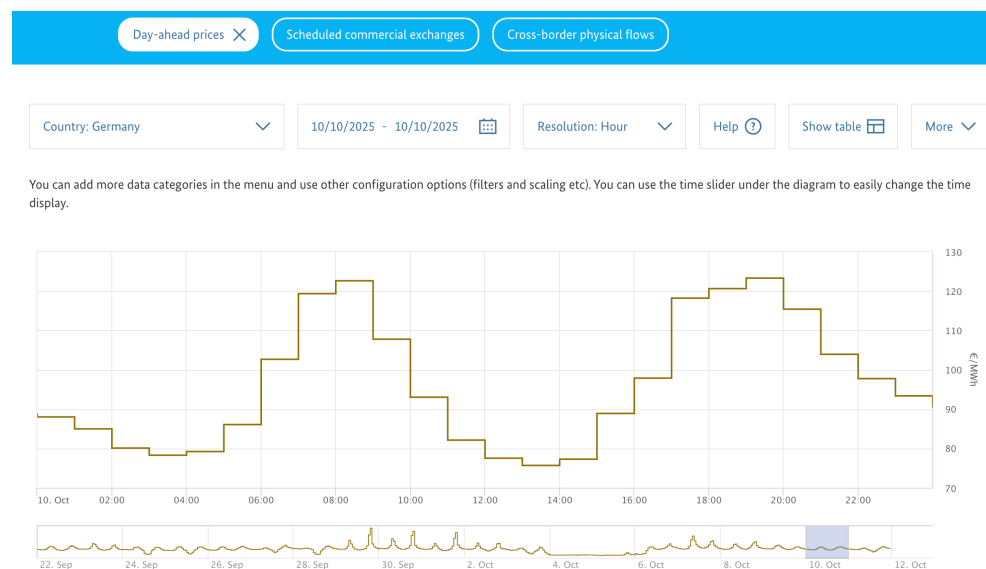 Day-ahead prices
Scheduled commercial exchanges
Cross-border physical flows
Country: Germany
10/10/2025 - 10/10/2025
Resolution: Hour
Help ?
Show table
More
You can add more data categories in the menu and use other configuration options (filters and scaling etc). You can use the time slider under the diagram to easily change the time
display.
130
120
110
100
90
80
70
€/MWh
10. Oct
02:00
04:00
06:00
08:00
10:00
12:00
14:00
16:00
18:00
20:00
22:00
22. Sep
24. Sep
26. Sep
28. Sep
30. Sep
2. Oct
4. Oct
6. Oct
8. Oct
10. Oct
12. Oct